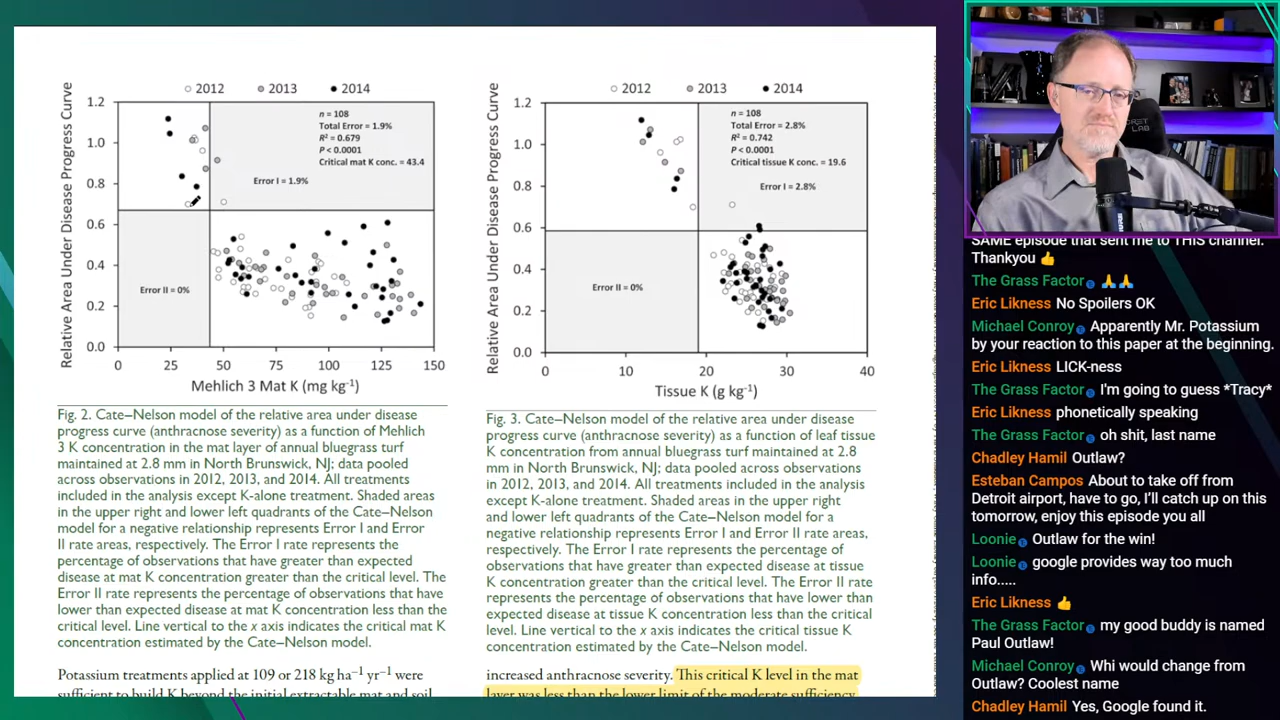 2012 2013 2014
Relative Area Under Disease Progress Curve
1.2
1.0
0.8
0.6
0.4
0.2
0.0
n = 108
Total Error = 1.9%
R² = 0.679
P < 0.0001
Critical mat K conc. = 43.4
Error I = 1.9%
Error II = 0%
0 25 50 75 100 125 150
Mehlich 3 Mat K (mg kg⁻¹)
Fig. 2. Cate–Nelson model of the relative area under disease
progress curve (anthracnose severity) as a function of Mehlich
3 K concentration in the mat layer of annual bluegrass turf
maintained at 2.8 mm in North Brunswick, NJ; data pooled
across observations in 2012, 2013, and 2014. All treatments
included in the analysis except K-alone treatment. Shaded areas
in the upper right and lower left quadrants of the Cate–Nelson
model for a negative relationship represents Error I and Error
II rate areas, respectively. The Error I rate represents the
percentage of observations that have greater than expected
disease at mat K concentration greater than the critical level. The
Error II rate represents the percentage of observations that have
lower than expected disease at mat K concentration less than the
critical level. Line vertical to the x axis indicates the critical mat K
concentration estimated by the Cate–Nelson model.
Potassium treatments applied at 109 or 218 kg ha⁻¹ yr⁻¹ were
sufficient to build K beyond the initial extractable mat and soil
2012 2013 2014
Relative Area Under Disease Progress Curve
1.2
1.0
0.8
0.6
0.4
0.2
0.0
n = 108
Total Error = 2.8%
R² = 0.742
P < 0.0001
Critical tissue K conc. = 19.6
Error I = 2.8%
Error II = 0%
0 10 20 30 40
Tissue K (g kg⁻¹)
Fig. 3. Cate–Nelson model of the relative area under disease
progress curve (anthracnose severity) as a function of leaf tissue
K concentration from annual bluegrass turf maintained at 2.8
mm in North Brunswick, NJ; data pooled across observations
in 2012, 2013, and 2014. All treatments included in the analysis
except K-alone treatment. Shaded areas in the upper right
and lower left quadrants of the Cate–Nelson model for a
negative relationship represents Error I and Error II rate areas,
respectively. The Error I rate represents the percentage of
observations that have greater than expected disease at tissue
K concentration greater than the critical level. The Error II rate
represents the percentage of observations that have lower than
expected disease at tissue K concentration less than the critical
level. Line vertical to the x axis indicates the critical tissue K
concentration estimated by the Cate–Nelson model.
increased anthracnose severity. This critical K level in the mat
layer was less than the lower limit of the moderate sufficiency
SAME episode that sent me to THIS channel.
Thankyou 👍
The Grass Factor 🙏🙏
Eric Likness No Spoilers OK
Michael Conroy Apparently Mr. Potassium
by your reaction to this paper at the beginning.
Eric Likness LICK-ness
The Grass Factor I'm going to guess *Tracy*
Eric Likness phonetically speaking
The Grass Factor oh shit, last name
Chadley Hamil Outlaw?
Esteban Campos About to take off from
Detroit airport, have to go, I'll catch up on this
tomorrow, enjoy this episode you all
Loonie Outlaw for the win!
Loonie google provides way too much
info.....
Eric Likness 👍
The Grass Factor my good buddy is named
Paul Outlaw!
Michael Conroy Whi would change from
Outlaw? Coolest name
Chadley Hamil Yes, Google found it.